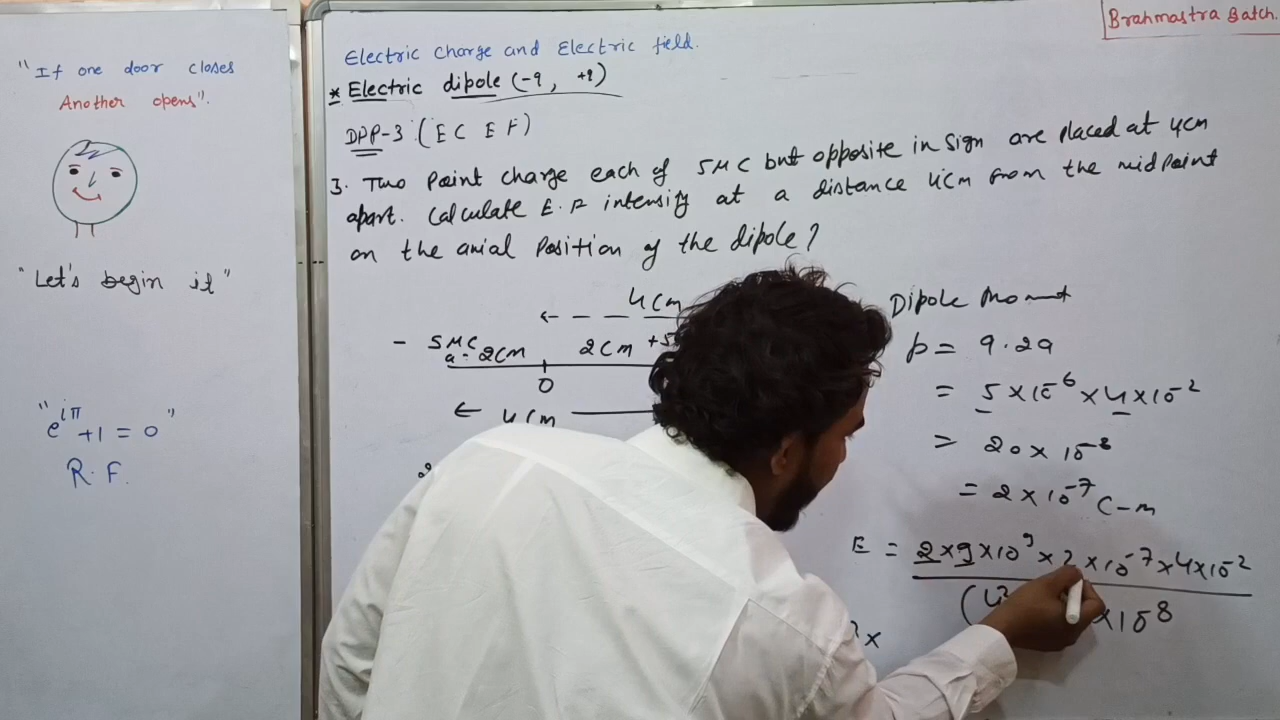 "If one door closes
Another opens".
"Let's begin it"
"e^iπ +1 = 0"
R. F.
Brahmastra Batch.
Electric Charge and Electric field.
* Electric dipole (-q, +q)
DPP-3 (E C E F)
3. Two Point charge each of 5μC but opposite in sign are placed at 4cm
apart. Calculate E.F intensity at a distance 4cm from the midpoint
on the axial Position of the dipole?
4cm
- 5μC +5
a = 2cm 2cm
O
← 4cm
Dipole Moment
p = q.2a
= 5×10^-6 ×4×10^-2
= 20×10^-8
= 2×10^-7 C-m
E = 2×9×10^9 ×2×10^-7 ×4×10^-2
(4² ×10^-8
×